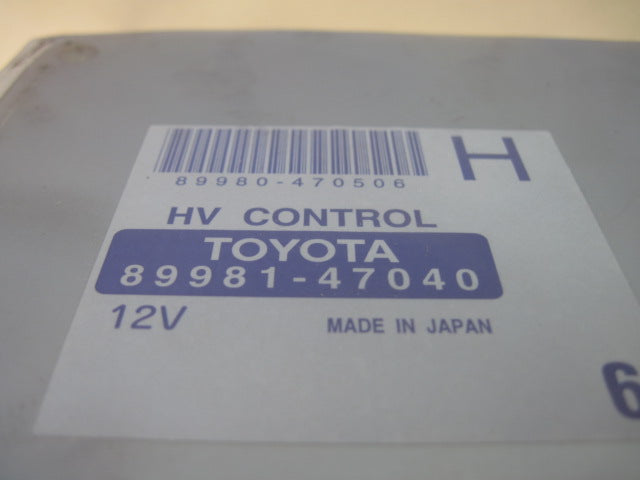 H
89980-470506
HV CONTROL
TOYOTA
89981-47040
12V
MADE IN JAPAN
6